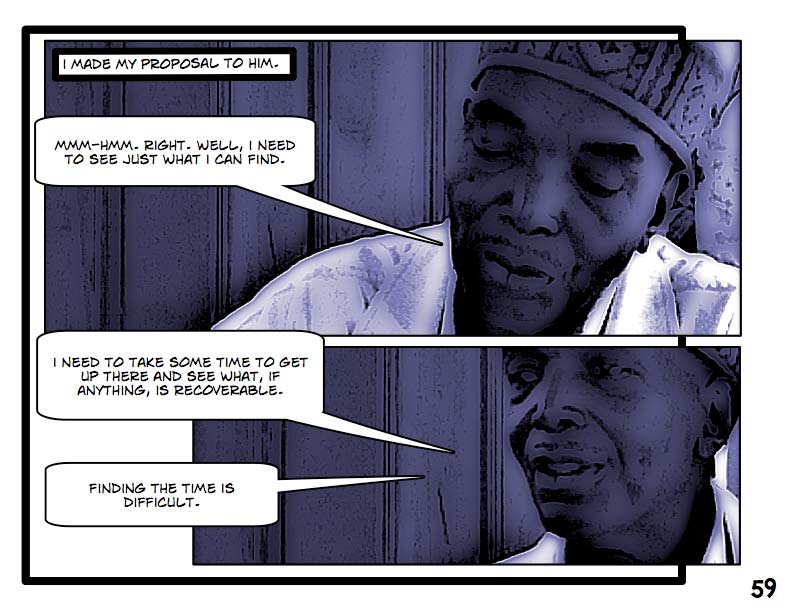 I MADE MY PROPOSAL TO HIM.
MMM-HMM. RIGHT. WELL, I NEED
TO SEE JUST WHAT I CAN FIND.
I NEED TO TAKE SOME TIME TO GET
UP THERE AND SEE WHAT, IF
ANYTHING, IS RECOVERABLE.
FINDING THE TIME IS
DIFFICULT.
59